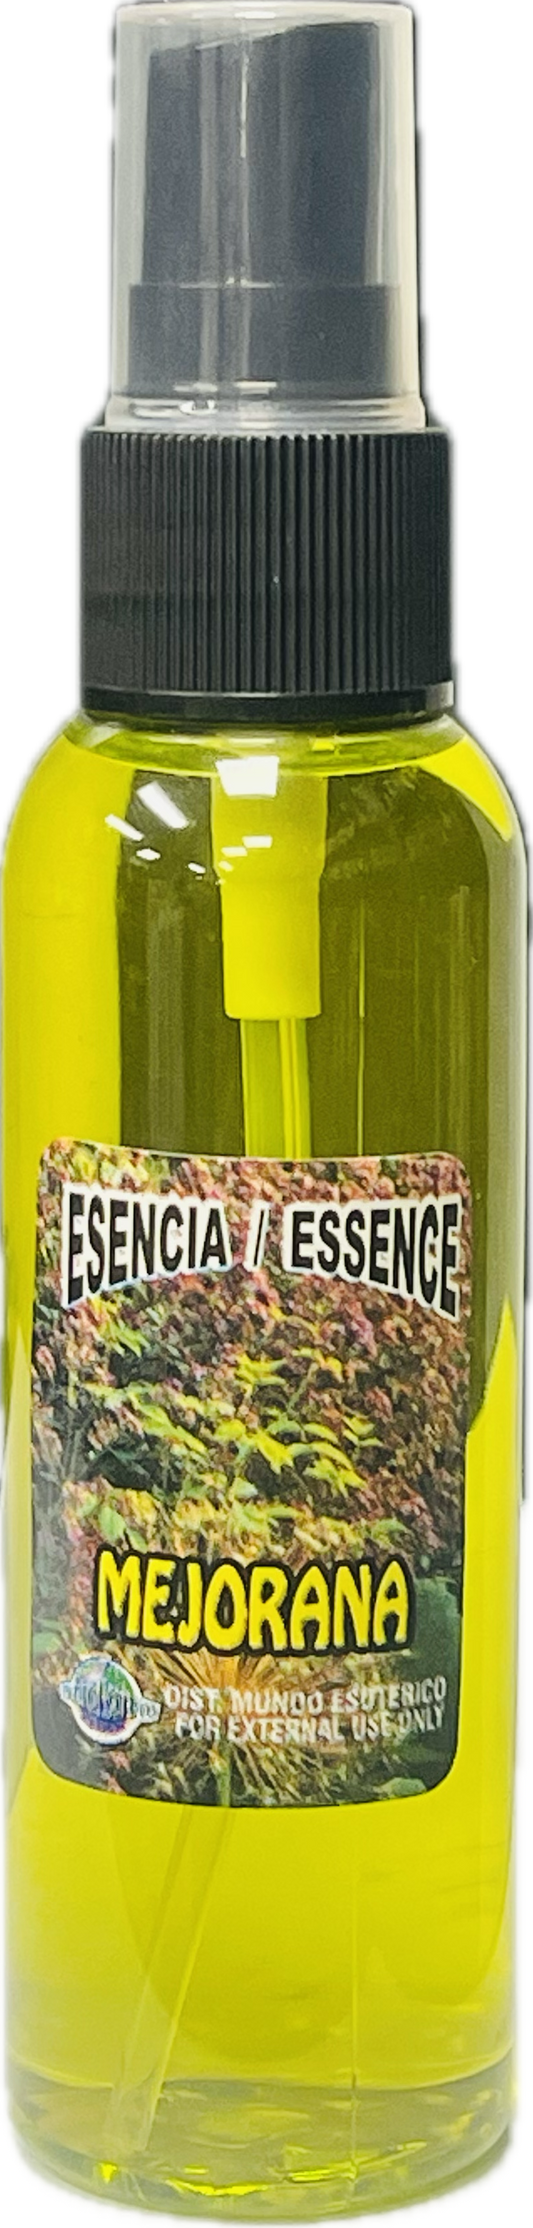 ESENCIA / ESSENCE
MEJORANA
DIST. MUNDO ESOTERICO
FOR EXTERNAL USE ONLY